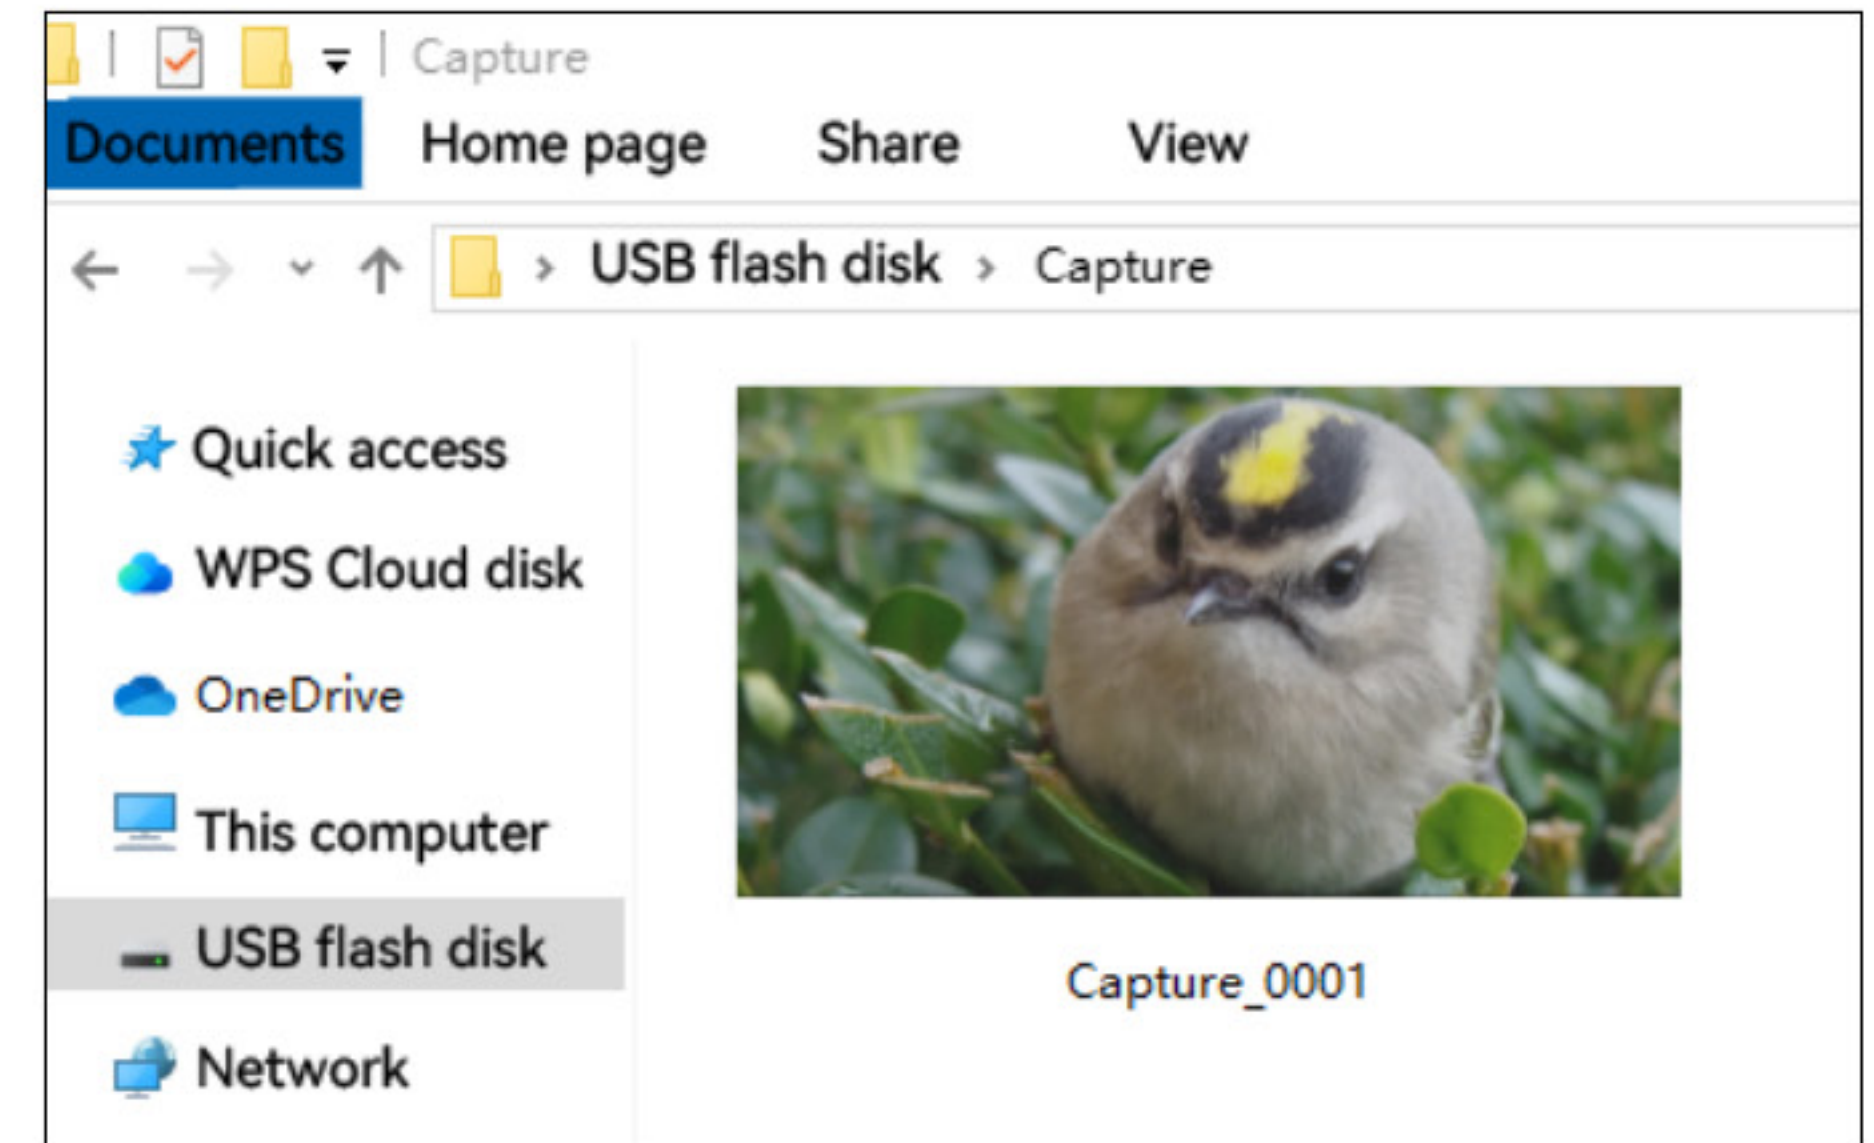 Capture
Documents Home page Share View
USB flash disk Capture
Quick access
WPS Cloud disk
OneDrive
This computer
USB flash disk
Network
Capture_0001